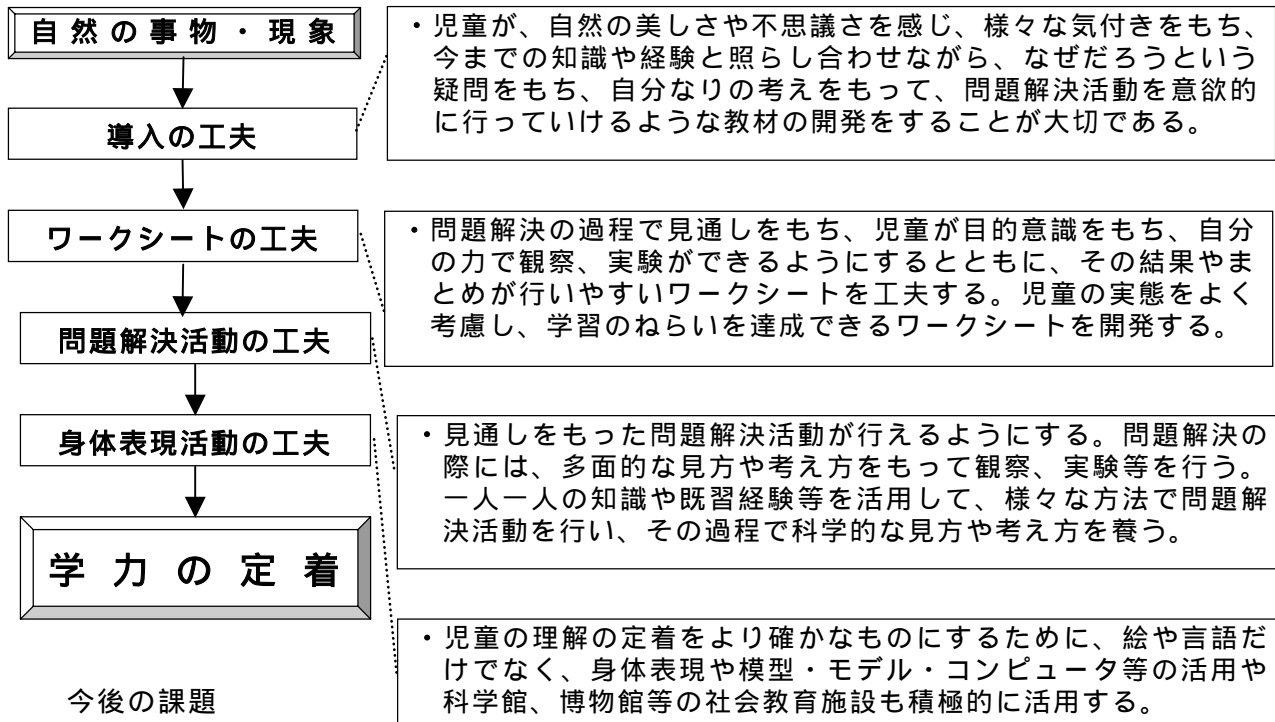 自然の事物・現象
・児童が、自然の美しさや不思議さを感じ、様々な気付きをもち、
今までの知識や経験と照らし合わせながら、なぜだろうという
疑問をもち、自分なりの考えをもって、問題解決活動を意欲的
に行っていけるような教材の開発をすることが大切である。
導入の工夫
ワークシートの工夫
・問題解決の過程で見通しをもち、児童が目的意識をもち、自分
の力で観察、実験ができるようにするとともに、その結果やま
とめが行いやすいワークシートを工夫する。児童の実態をよく
考慮し、学習のねらいを達成できるワークシートを開発する。
問題解決活動の工夫
・見通しをもった問題解決活動が行えるようにする。問題解決の
際には、多面的な見方や考え方をもって観察、実験等を行う。
一人一人の知識や既習経験等を活用して、様々な方法で問題解
決活動を行い、その過程で科学的な見方や考え方を養う。
身体表現活動の工夫
学力の定着
・児童の理解の定着をより確かなものにするために、絵や言語だ
けでなく、身体表現や模型・モデル・コンピュータ等の活用や
科学館、博物館等の社会教育施設も積極的に活用する。
今後の課題